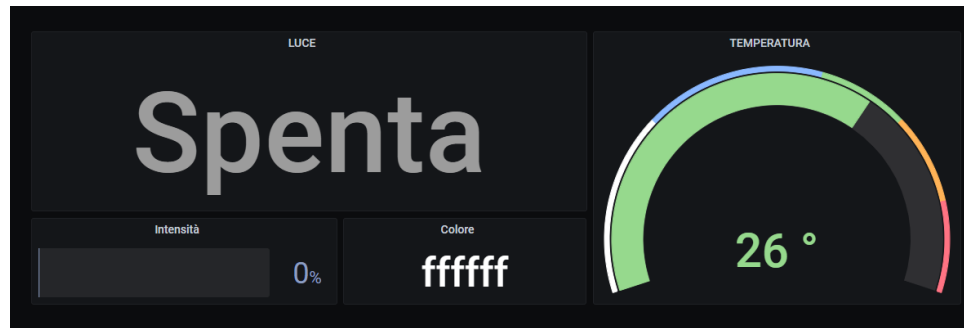 LUCE
Spenta
Intensità
0%
Colore
ffffff
TEMPERATURA
26 °